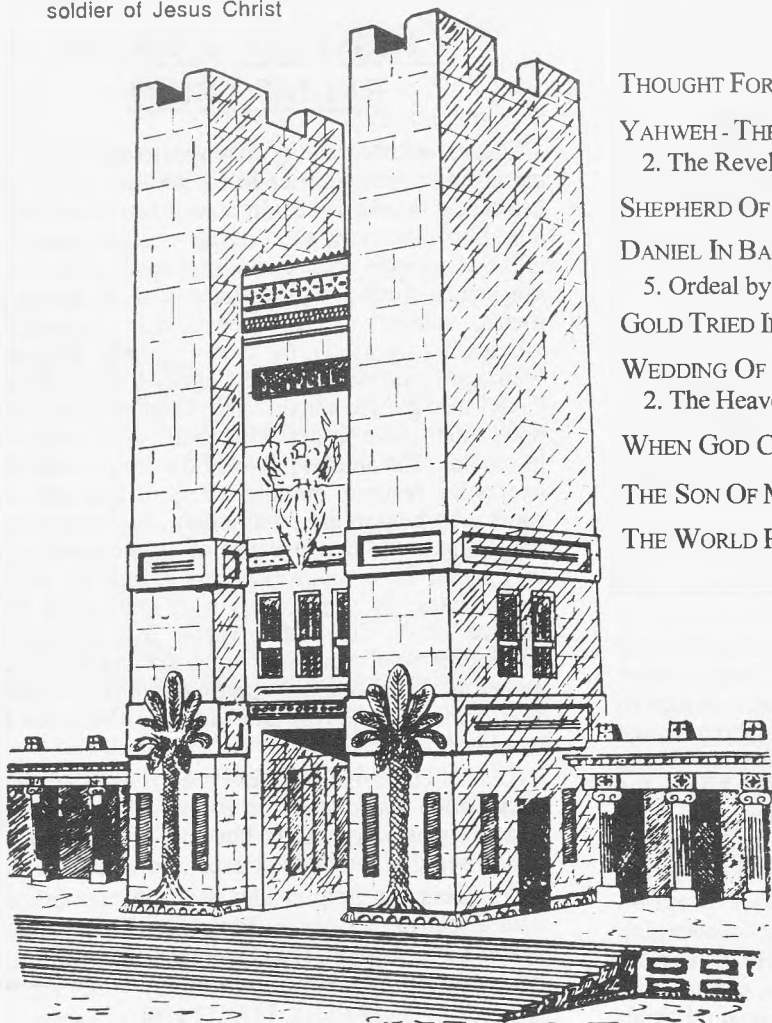 soldier of Jesus Christ
THOUGHT FOR
YAHWEH - THE
2. The Revel
SHEPHERD OF
DANIEL IN BA
5. Ordeal by
GOLD TRIED I
WEDDING OF
2. The Heav
WHEN GOD C
THE SON OF
THE WORLD